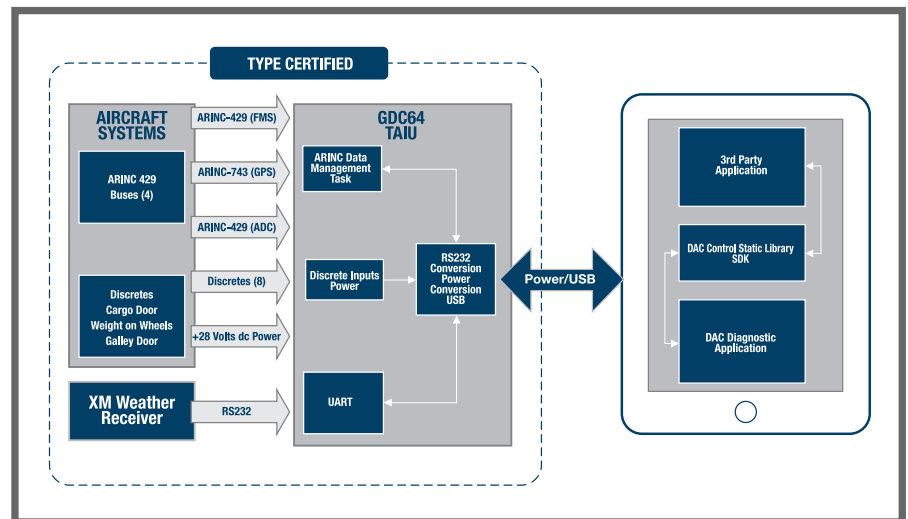 TYPE CERTIFIED
AIRCRAFT
SYSTEMS
ARINC 429
Buses (4)
Discretes
Cargo Door
Weight on Wheels
Galley Door
XM Weather
Receiver
ARINC-429 (FMS)
ARINC-743 (GPS)
ARINC-429 (ADC)
Discretes (8)
+28 Volts dc Power
RS232
GDC64
TAIU
ARINC Data
Management
Task
Discrete Inputs
Power
UART
RS232
Conversion
Power
Conversion
USB
Power/USB
3rd Party
Application
DAC Control Static Library
SDK
DAC Diagnostic
Application